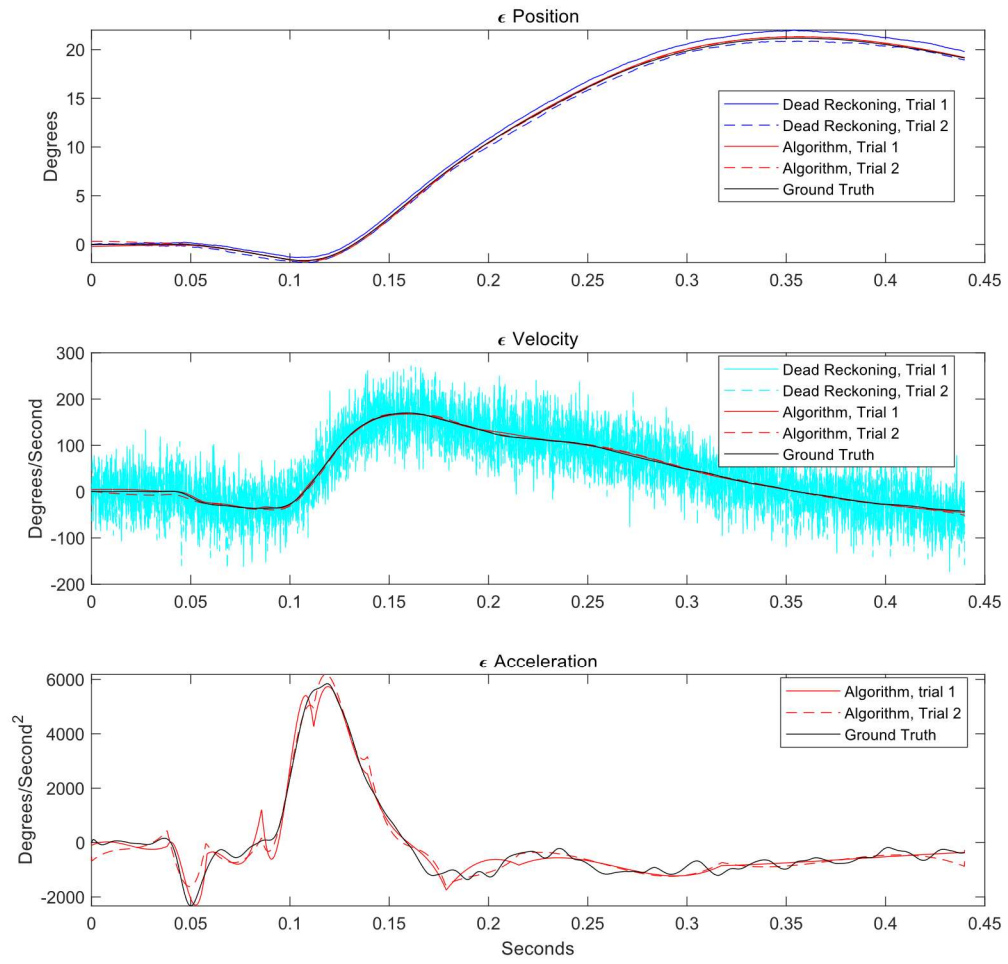 ϵ Position
20
15
10
5
0
Degrees
0 0.05 0.1 0.15 0.2 0.25 0.3 0.35 0.4 0.45
Dead Reckoning, Trial 1
Dead Reckoning, Trial 2
Algorithm, Trial 1
Algorithm, Trial 2
Ground Truth
ϵ Velocity
300
200
100
0
-100
-200
Degrees/Second
0 0.05 0.1 0.15 0.2 0.25 0.3 0.35 0.4 0.45
Dead Reckoning, Trial 1
Dead Reckoning, Trial 2
Algorithm, Trial 1
Algorithm, Trial 2
Ground Truth
ϵ Acceleration
6000
4000
2000
0
-2000
Degrees/Second²
0 0.05 0.1 0.15 0.2 0.25 0.3 0.35 0.4 0.45
Seconds
Algorithm, trial 1
Algorithm, Trial 2
Ground Truth